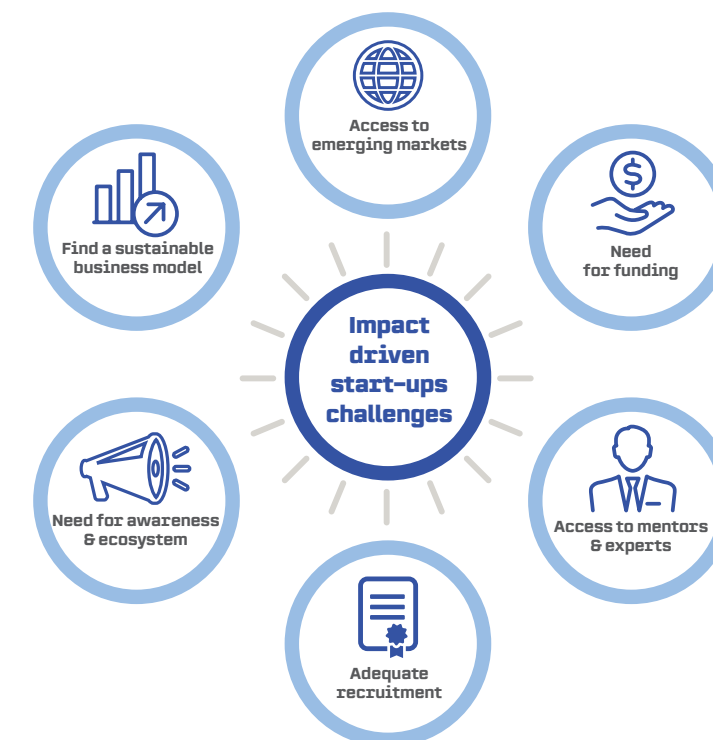 Access to
emerging markets
Find a sustainable
business model
$
Need
for funding
Impact
driven
start-ups
challenges
Need for awareness
& ecosystem
Access to mentors
& experts
Adequate
recruitment